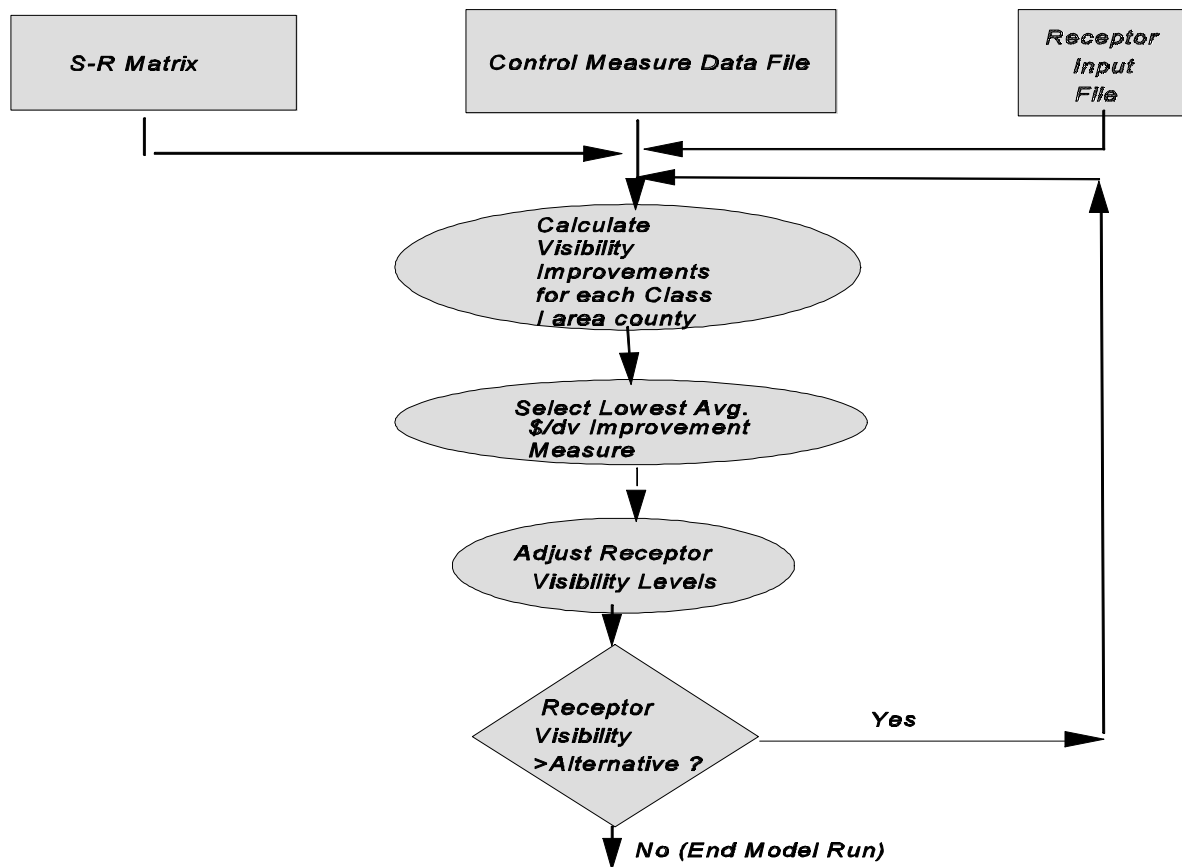 S-R Matrix
Control Measure Data File
Receptor
Input
File
Calculate
Visibility
Improvements
for each Class
I area county
Select Lowest Avg.
$/dv Improvement
Measure
Adjust Receptor
Visibility Levels
Receptor
Visibility
>Alternative ?
Yes
No (End Model Run)